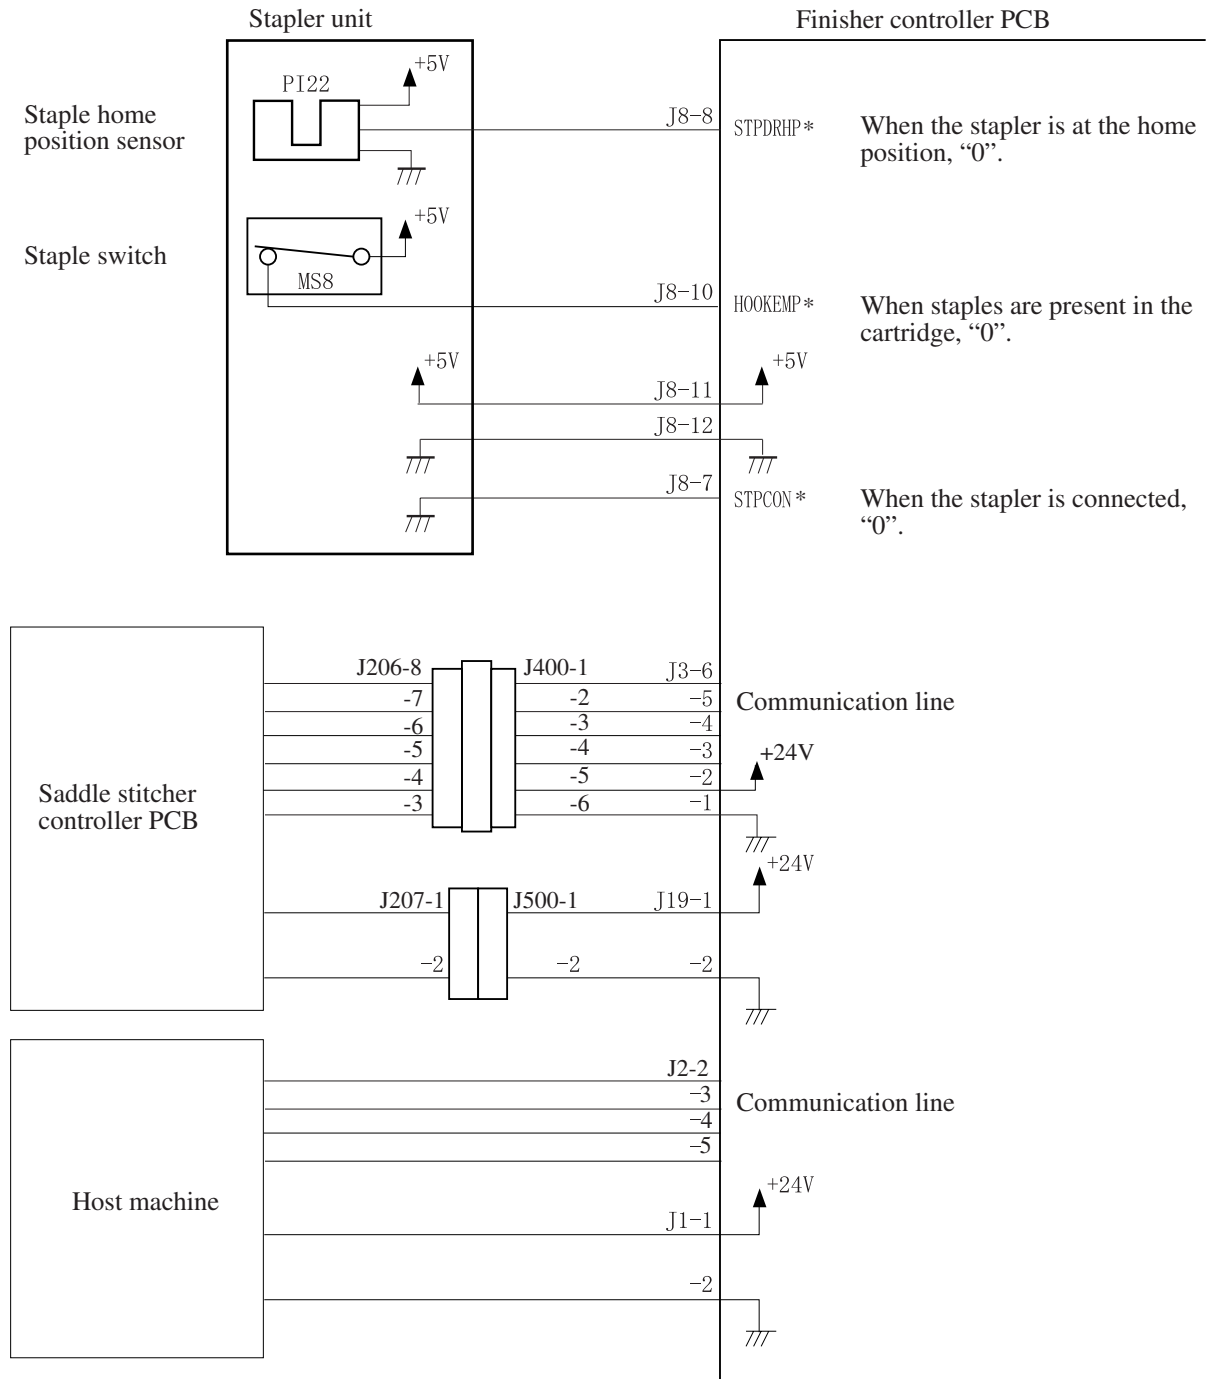 Stapler unit
Finisher controller PCB
+5V
PI22
Staple home
position sensor
J8-8
STPDRHP*
When the stapler is at the home
position, “0”.
+5V
Staple switch
MS8
J8-10
HOOKEMP*
When staples are present in the
cartridge, “0”.
+5V
+5V
J8-11
J8-12
J8-7
STPCON*
When the stapler is connected,
“0”.
J206-8
J400-1
J3-6
-7
-2
-5
Communication line
-6
-3
-4
-5
-4
-3
+24V
-4
-5
-2
-3
-6
-1
Saddle stitcher
controller PCB
+24V
J207-1
J500-1
J19-1
-2
-2
-2
J2-2
-3
Communication line
-4
-5
Host machine
+24V
J1-1
-2